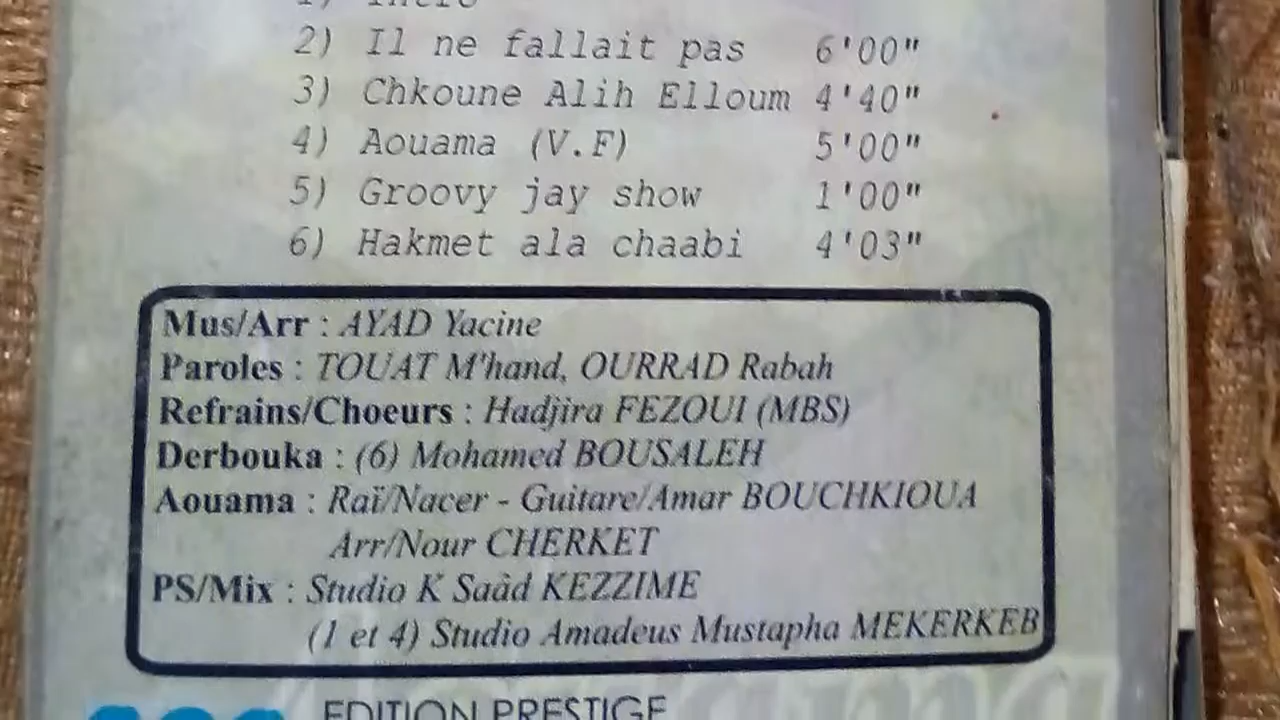 1) Intro
2) Il ne fallait pas 6'00"
3) Chkoune Alih Elloum 4'40"
4) Aouama (V.F) 5'00"
5) Groovy jay show 1'00"
6) Hakmet ala chaabi 4'03"
Mus/Arr : AYAD Yacine
Paroles : TOUAT M'hand, OURRAD Rabah
Refrains/Choeurs : Hadjira FEZOUI (MBS)
Derbouka : (6) Mohamed BOUSALEH
Aouama : Raï/Nacer - Guitare/Amar BOUCHKIOUA
Arr/Nour CHERKET
PS/Mix : Studio K Saâd KEZZIME
(1 et 4) Studio Amadeus Mustapha MEKERKEB
EDITION PRESTIGE